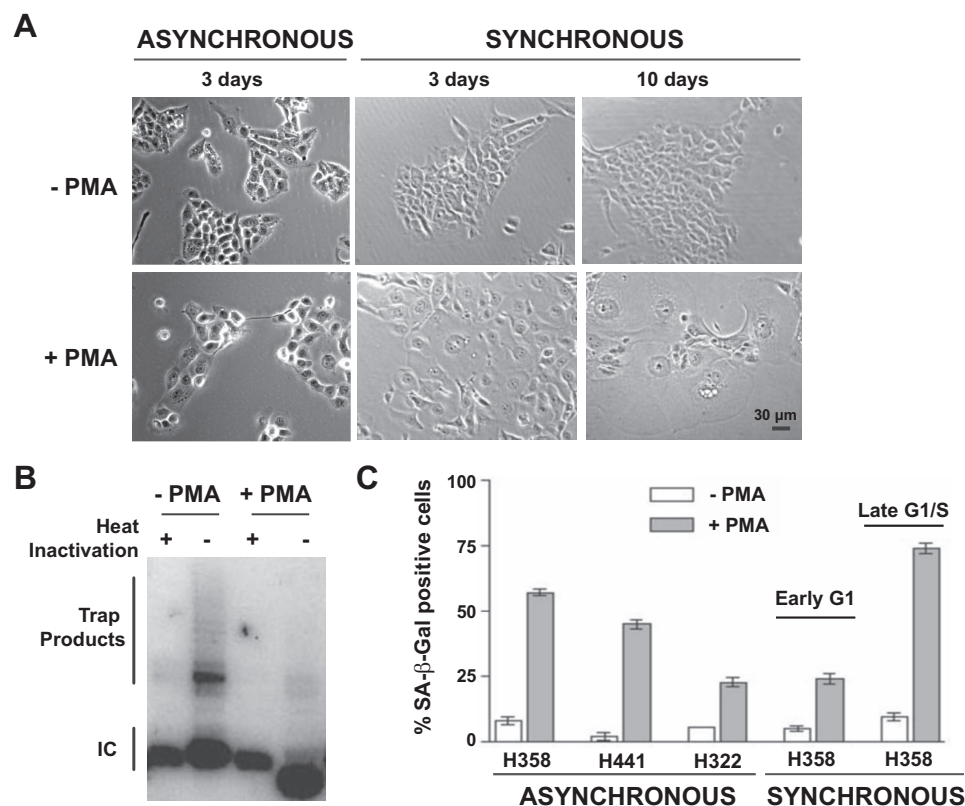 A
ASYNCHRONOUS SYNCHRONOUS
3 days 3 days 10 days
- PMA
+ PMA
30 µm
B
- PMA + PMA
Heat Inactivation + - + -
Trap Products
IC
C
% SA-β-Gal positive cells
100
75
50
25
0
- PMA
+ PMA
Early G1
Late G1/S
H358 H441 H322 H358 H358
ASYNCHRONOUS SYNCHRONOUS